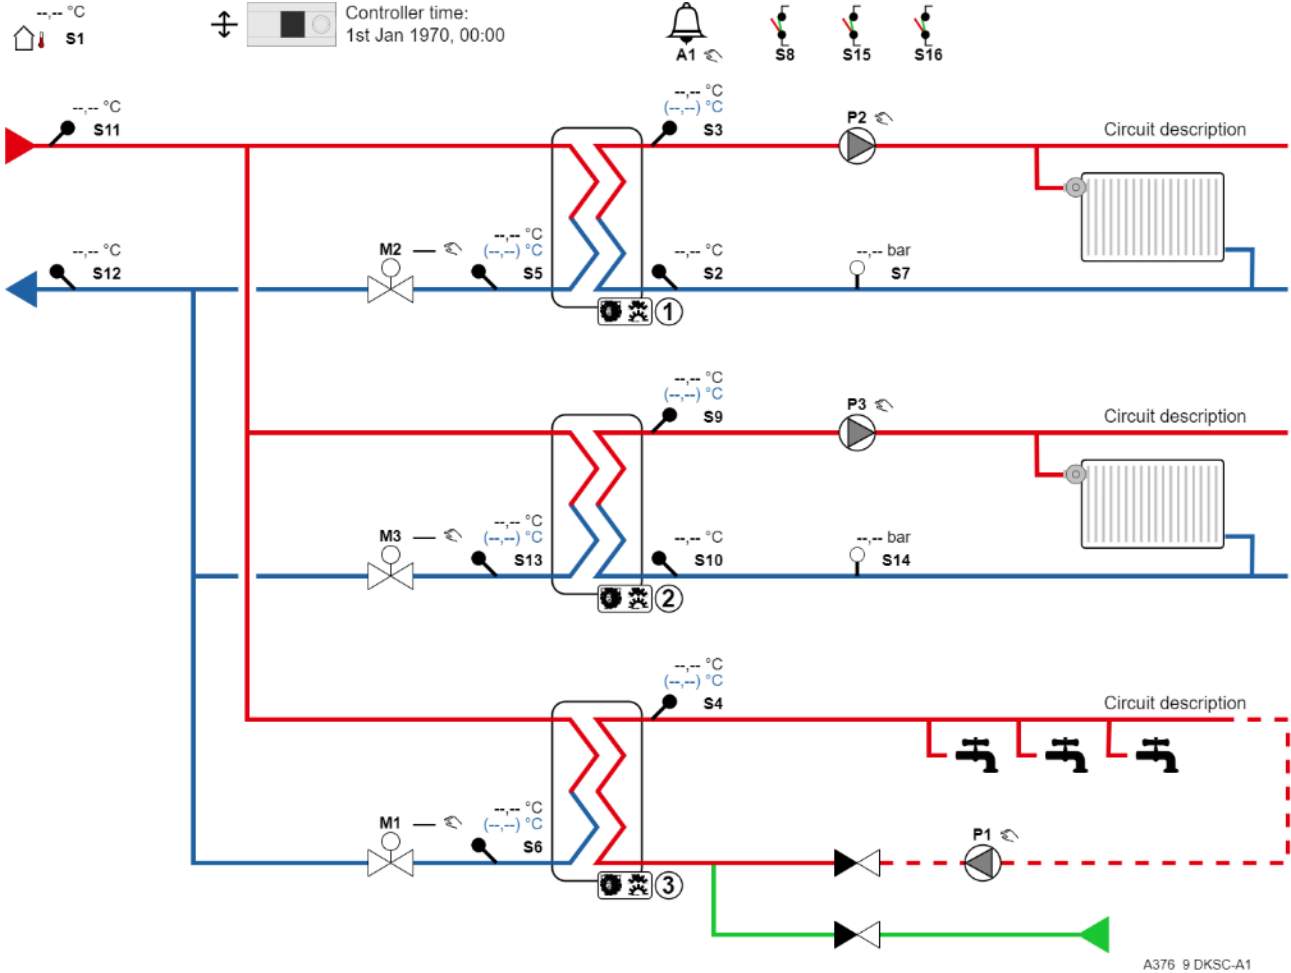 --,-- °C
S1
Controller time:
1st Jan 1970, 00:00
A1
S8
S15
S16
--,-- °C
S11
--,-- °C
(--,--) °C
S3
P2
Circuit description
--,-- °C
S12
M2
--,-- °C
(--,--) °C
S5
--,-- °C
S2
--,-- bar
S7
1
--,-- °C
(--,--) °C
S9
P3
Circuit description
M3
--,-- °C
(--,--) °C
S13
--,-- °C
S10
--,-- bar
S14
2
--,-- °C
(--,--) °C
S4
Circuit description
M1
--,-- °C
(--,--) °C
S6
P1
3
A376_9 DKSC-A1